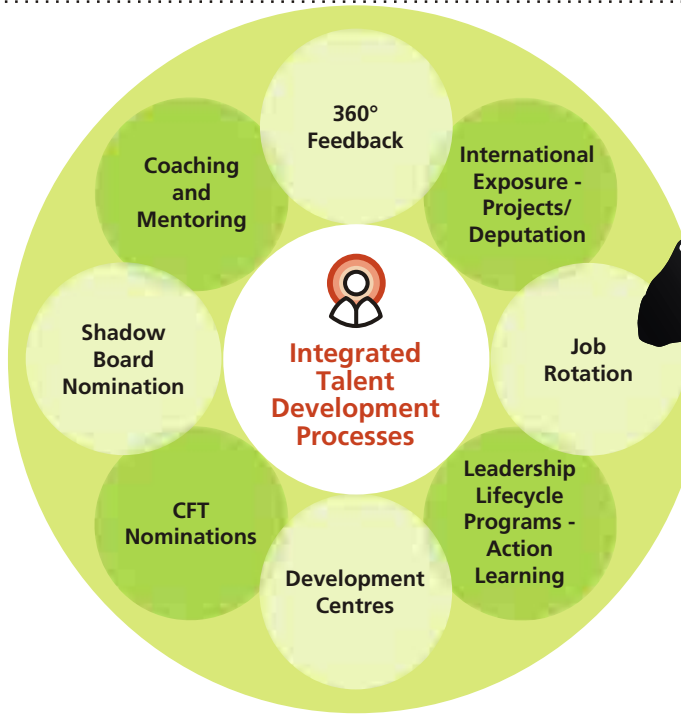 360°
Feedback
International
Exposure -
Projects/
Deputation
Job
Rotation
Leadership
Lifecycle
Programs -
Action
Learning
Development
Centres
CFT
Nominations
Shadow
Board
Nomination
Coaching
and
Mentoring
Integrated
Talent
Development
Processes